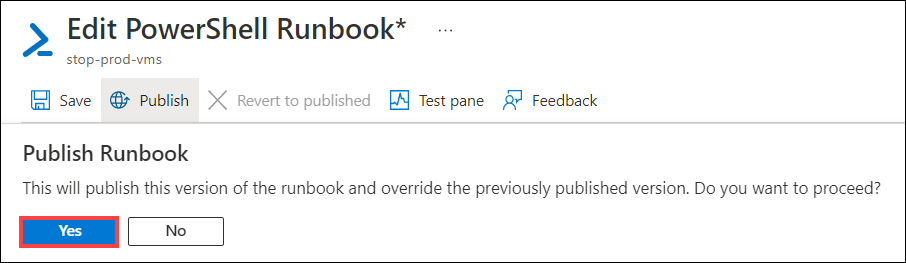 Edit PowerShell Runbook* ...
stop-prod-vms
Save Publish Revert to published Test pane Feedback
Publish Runbook
This will publish this version of the runbook and override the previously published version. Do you want to proceed?
Yes No